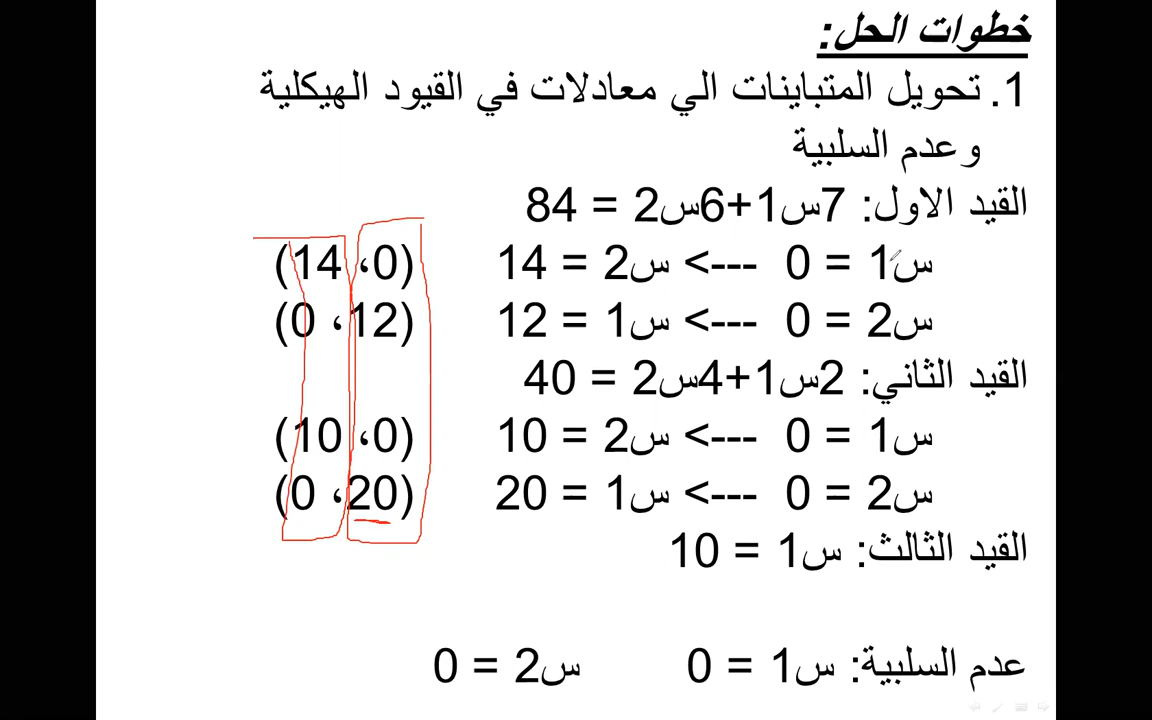 خطوات الحل:
1. تحويل المتباينات الي معادلات في القيود الهيكلية
وعدم السلبية
القيد الاول: 7س1+6س2 = 84
س1 = 0 ---> س2 = 14 (0، 14)
س2 = 0 ---> س1 = 12 (12، 0)
القيد الثاني: 2س1+4س2 = 40
س1 = 0 ---> س2 = 10 (0، 10)
س2 = 0 ---> س1 = 20 (20، 0)
القيد الثالث: س1 = 10
عدم السلبية: س1 = 0 س2 = 0